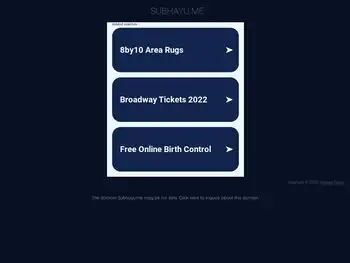 SUBHAYU.ME
Related searches
8by10 Area Rugs
Broadway Tickets 2022
Free Online Birth Control
Copyright © 2022
The domain Subhayu.me may be for sale. Click here to inquire about this domain.